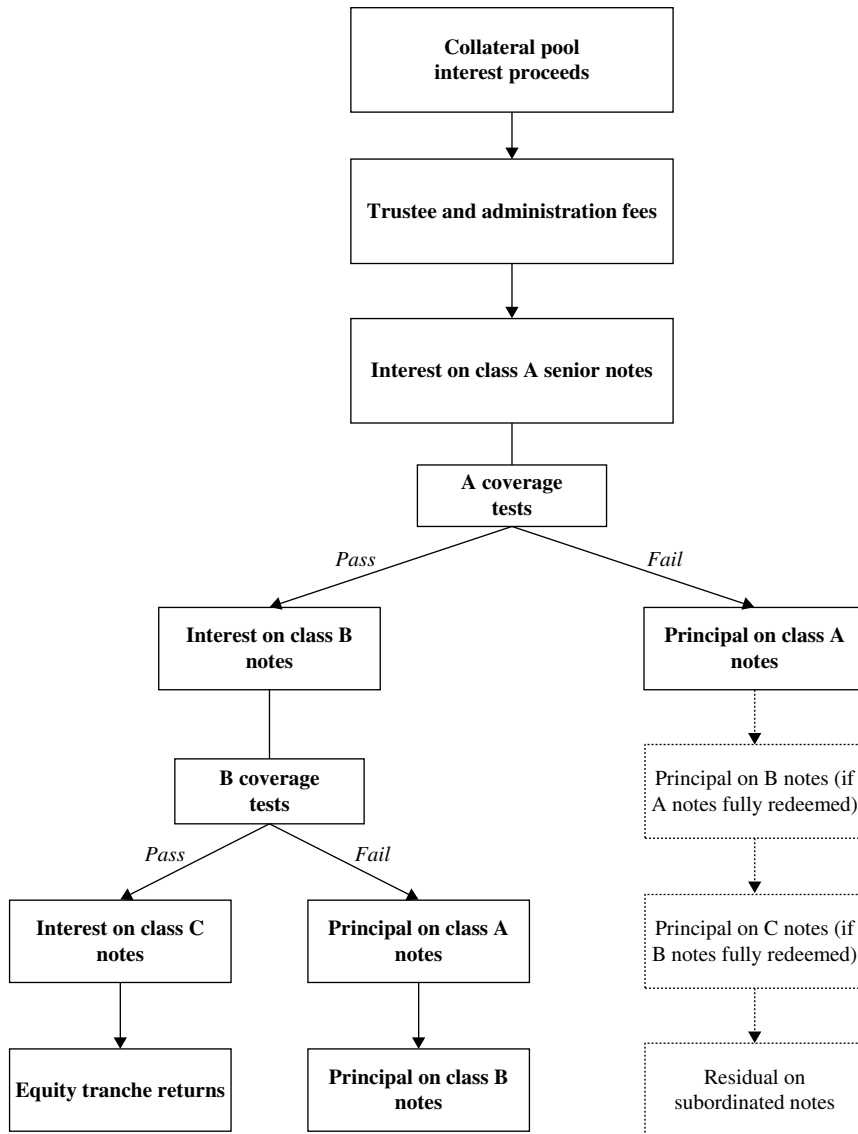 Collateral pool
interest proceeds
Trustee and administration fees
Interest on class A senior notes
A coverage
tests
Pass
Fail
Interest on class B
notes
Principal on class A
notes
B coverage
tests
Principal on B notes (if
A notes fully redeemed)
Pass
Fail
Interest on class C
notes
Principal on class A
notes
Principal on C notes (if
B notes fully redeemed)
Equity tranche returns
Principal on class B
notes
Residual on
subordinated notes